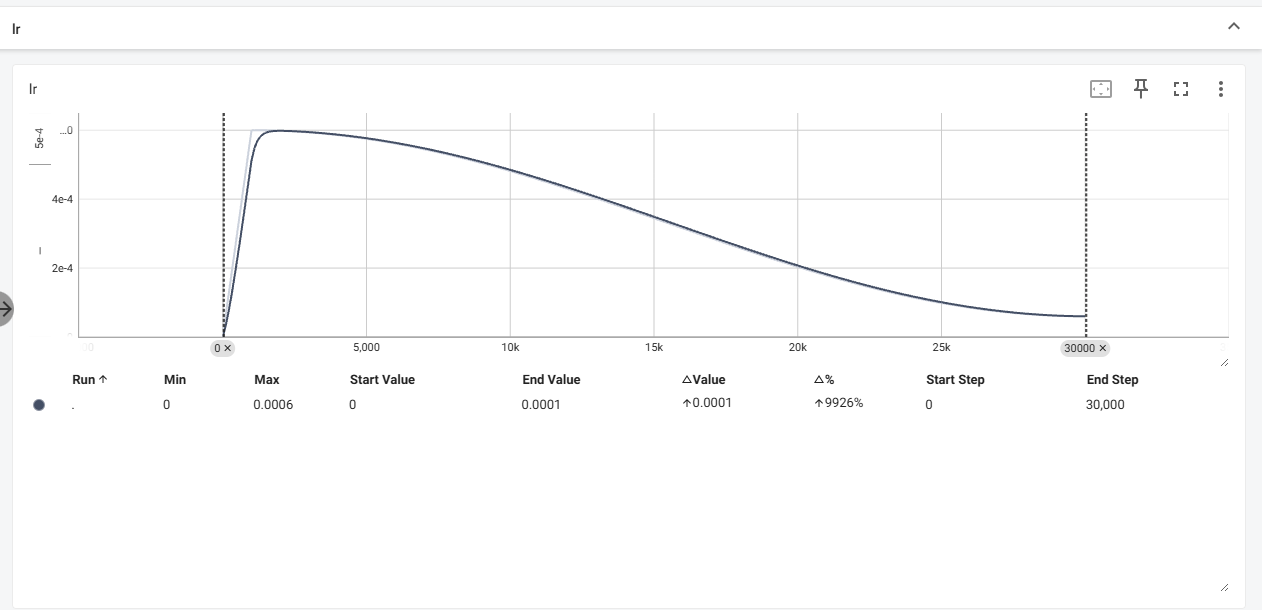 lr
lr
5e-4
...0
4e-4
2e-4
0 × 5,000 10k 15k 20k 25k 30000 ×
Run ↑ Min Max Start Value End Value △Value △% Start Step End Step
. 0 0.0006 0 0.0001 ↑0.0001 ↑9926% 0 30,000